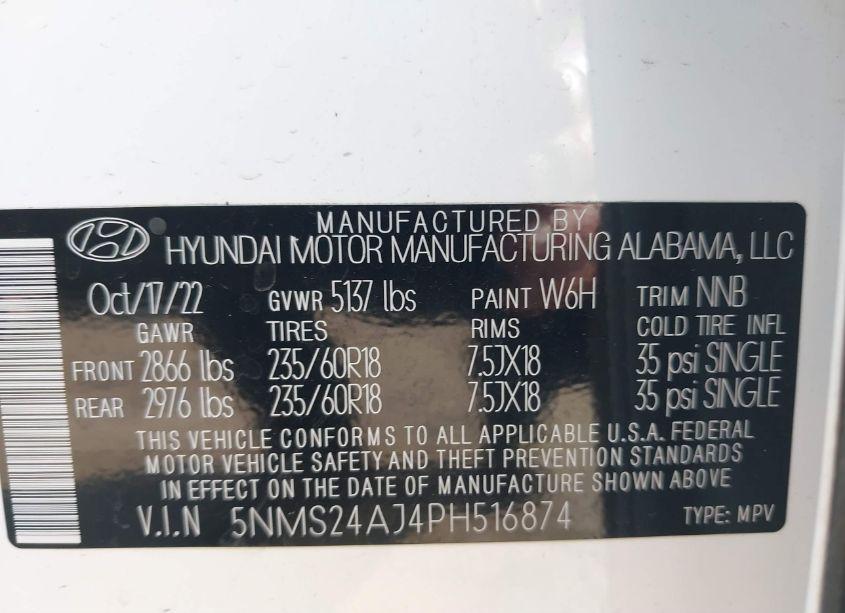 MANUFACTURED BY
HYUNDAI MOTOR MANUFACTURING ALABAMA, LLC
Oct/17/22 GVWR 5137 lbs PAINT W6H TRIM NNB
GAWR TIRES RIMS COLD TIRE INFL
FRONT 2866 lbs 235/60R18 7.5JX18 35 psi SINGLE
REAR 2976 lbs 235/60R18 7.5JX18 35 psi SINGLE
THIS VEHICLE CONFORMS TO ALL APPLICABLE U.S.A. FEDERAL
MOTOR VEHICLE SAFETY AND THEFT PREVENTION STANDARDS
IN EFFECT ON THE DATE OF MANUFACTURE SHOWN ABOVE
V.I.N 5NMS24AJ4PH516874 TYPE: MPV